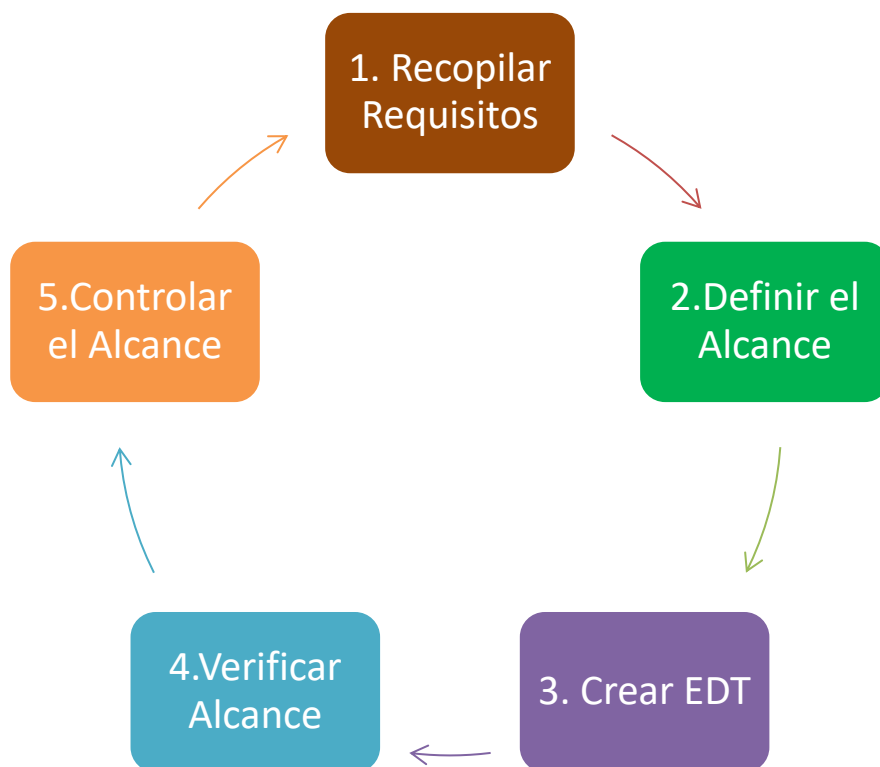 1. Recopilar
Requisitos
2.Definir el
Alcance
3. Crear EDT
4.Verificar
Alcance
5.Controlar
el Alcance